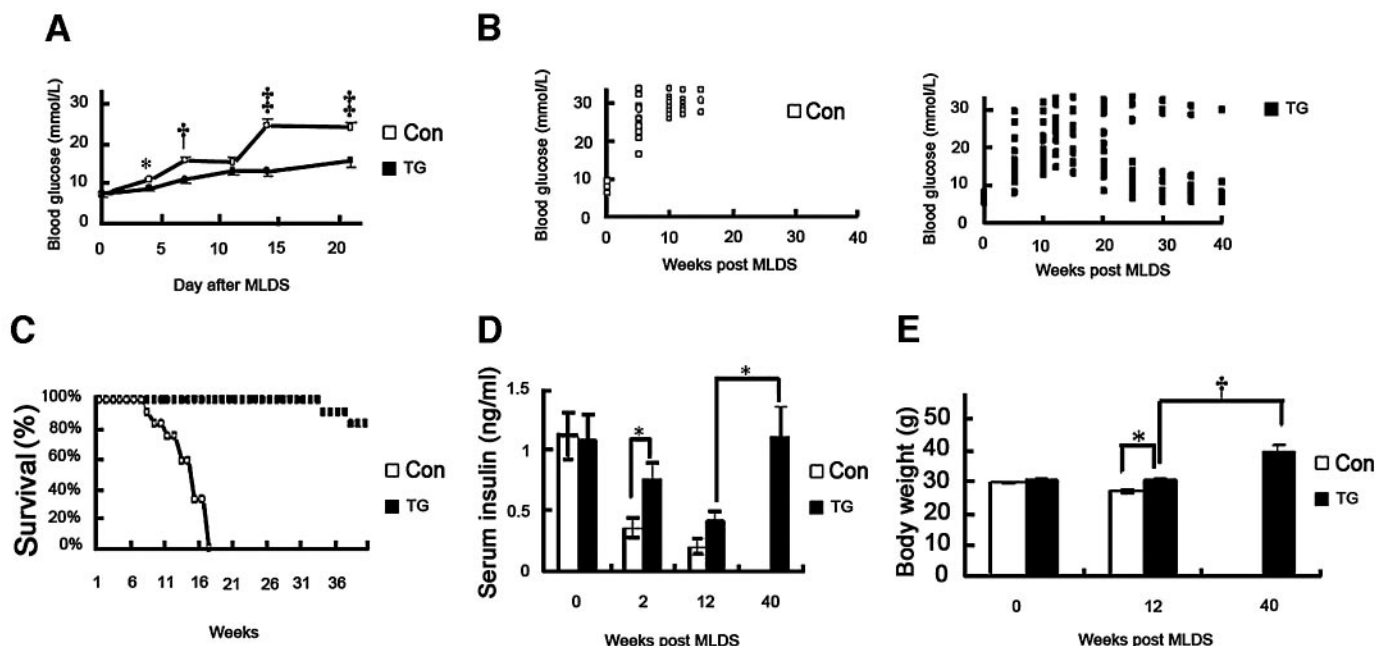 A
Blood glucose (mmol/L)
30
20
10
0
0 5 10 15 20
Day after MLDS
* † ‡ ‡
Con
TG
B
Blood glucose (mmol/L)
30
20
10
0
0 10 20 30 40
Weeks post MLDS
Con
Blood glucose (mmol/L)
30
20
10
0
0 10 20 30 40
Weeks post MLDS
TG
C
Survival (%)
100%
80%
60%
40%
20%
0%
1 6 11 16 21 26 31 36
Weeks
Con
TG
D
Serum insulin (ng/ml)
1.5
1
0.5
0
0 2 12 40
Weeks post MLDS
* *
Con
TG
E
Body weight (g)
50
40
30
20
10
0
0 12 40
Weeks post MLDS
* †
Con
TG